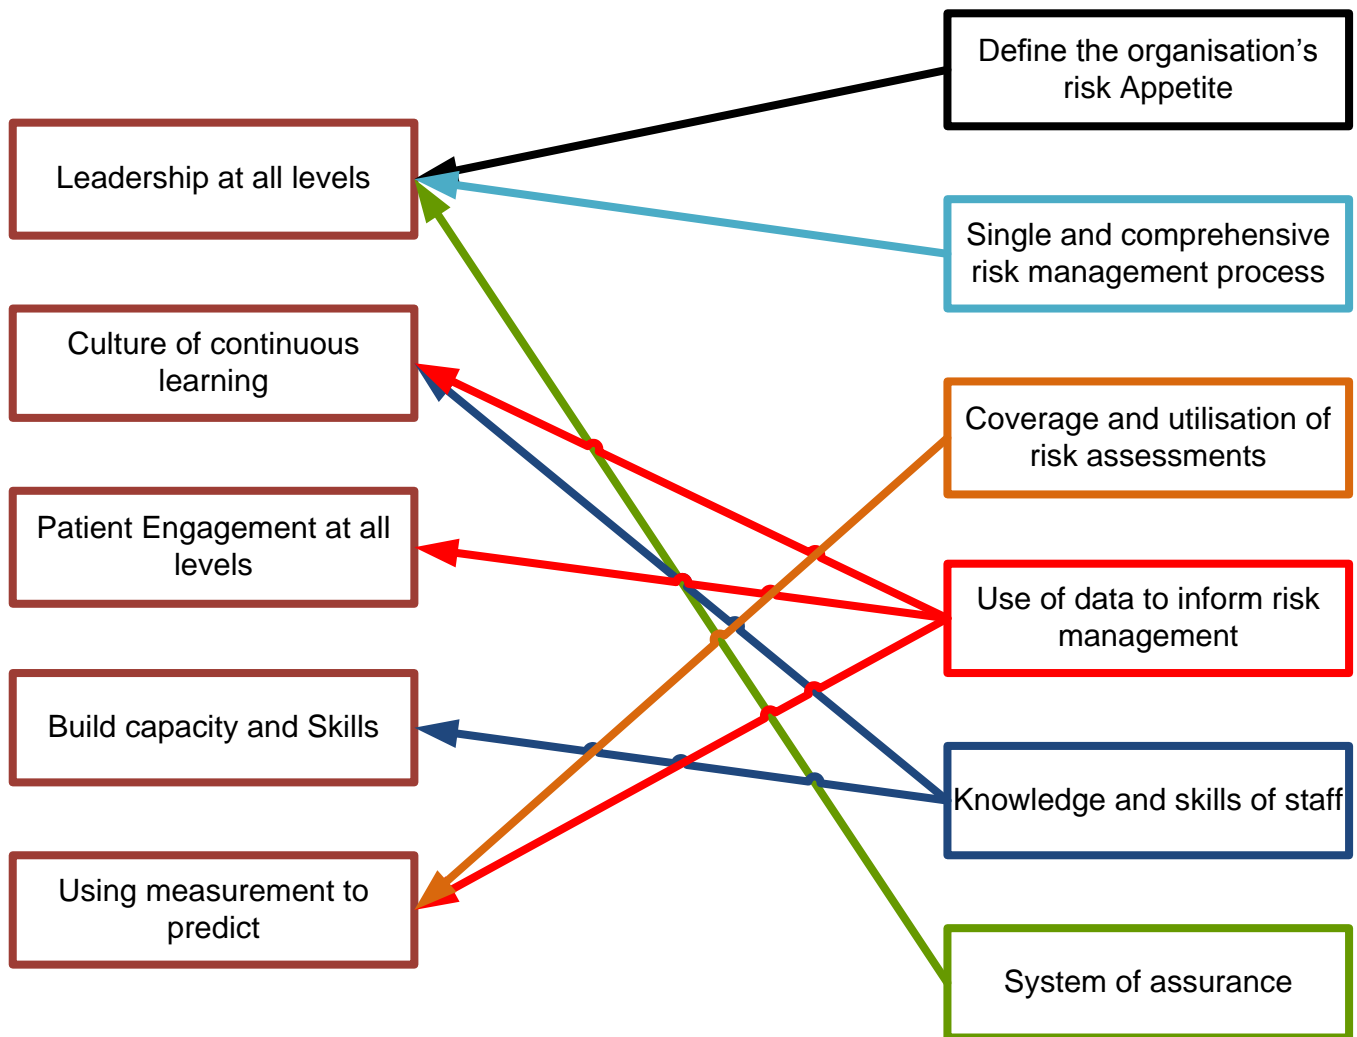 Leadership at all levels
Culture of continuous
learning
Patient Engagement at all
levels
Build capacity and Skills
Using measurement to
predict
Define the organisation’s
risk Appetite
Single and comprehensive
risk management process
Coverage and utilisation of
risk assessments
Use of data to inform risk
management
Knowledge and skills of staff
System of assurance